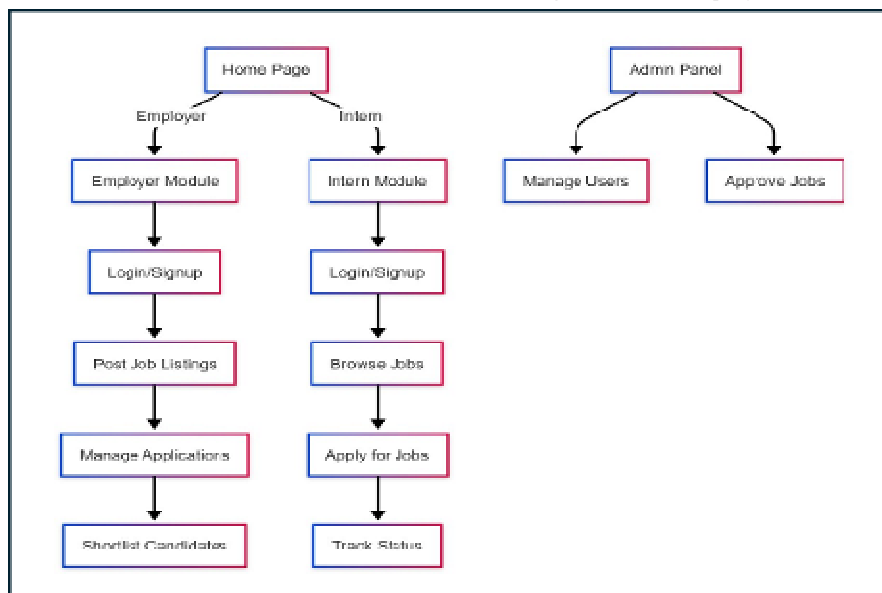 Home Page
Admin Panel
Employer
Intern
Employer Module
Intern Module
Manage Users
Approve Jobs
Login/Signup
Login/Signup
Post Job Listings
Browse Jobs
Manage Applications
Apply for Jobs
Shortlist Candidates
Track Status